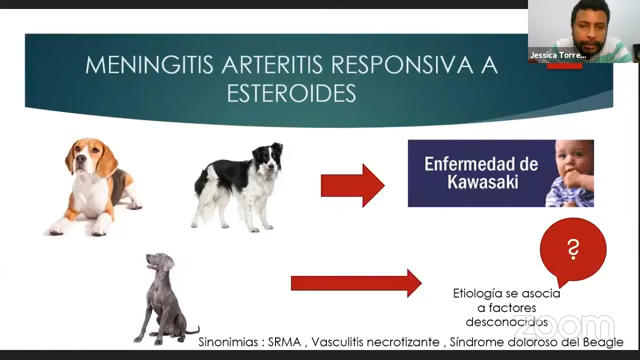 Jessica Torre...
MENINGITIS ARTERITIS RESPONSIVA A
ESTEROIDES
Enfermedad de
Kawasaki
?
Etiología se asocia
a factores
desconocidos
zoom
Sinonimias : SRMA , Vasculitis necrotizante , Síndrome doloroso del Beagle